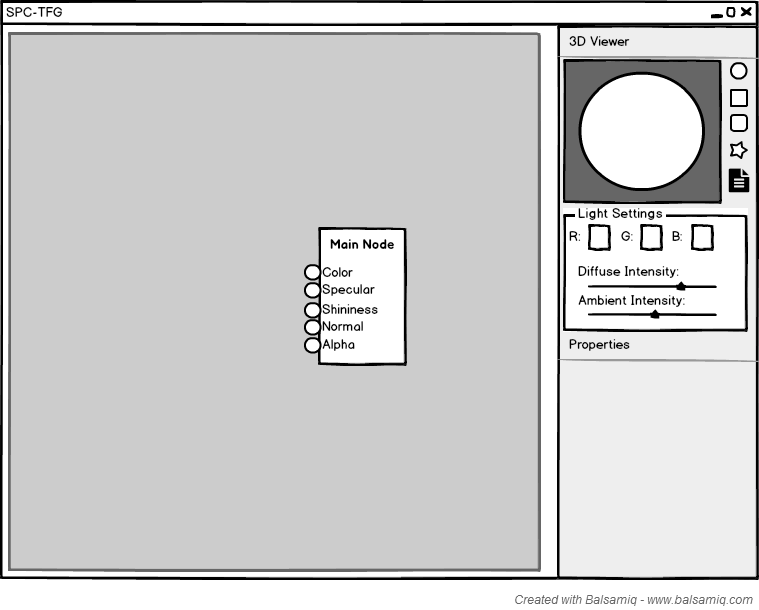 SPC-TFG
3D Viewer
Main Node
Color
Specular
Shininess
Normal
Alpha
Light Settings
R: G: B:
Diffuse Intensity:
Ambient Intensity:
Properties
Created with Balsamiq - www.balsamiq.com